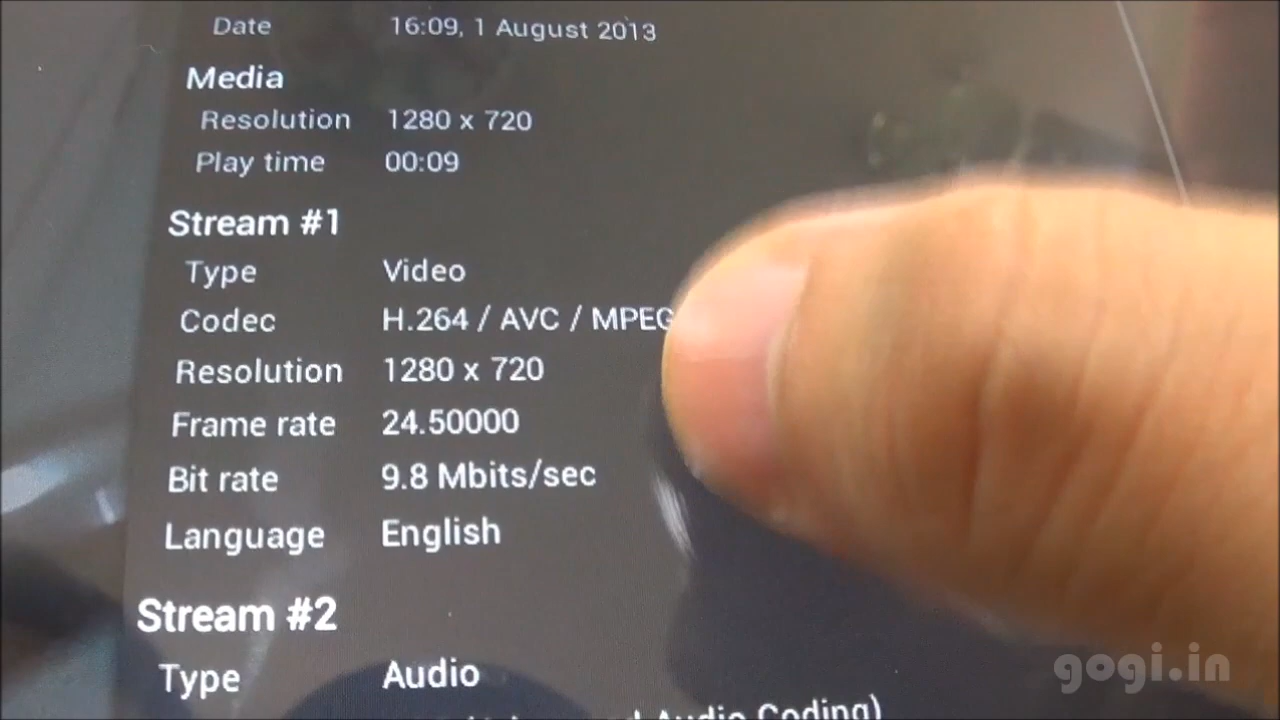 Date 16:09, 1 August 2013
Media
Resolution 1280 x 720
Play time 00:09
Stream #1
Type Video
Codec H.264 / AVC / MPEG
Resolution 1280 x 720
Frame rate 24.50000
Bit rate 9.8 Mbits/sec
Language English
Stream #2
Type Audio
Audio Coding)
gogi.in